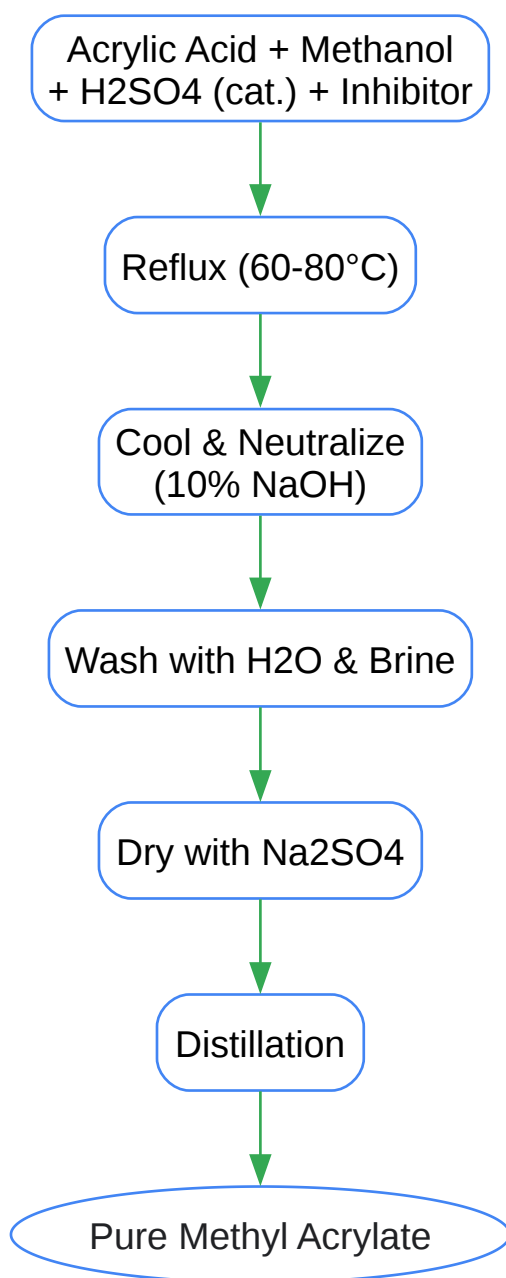 Acrylic Acid + Methanol
+ H2SO4 (cat.) + Inhibitor
Reflux (60-80°C)
Cool & Neutralize
(10% NaOH)
Wash with H2O & Brine
Dry with Na2SO4
Distillation
Pure Methyl Acrylate